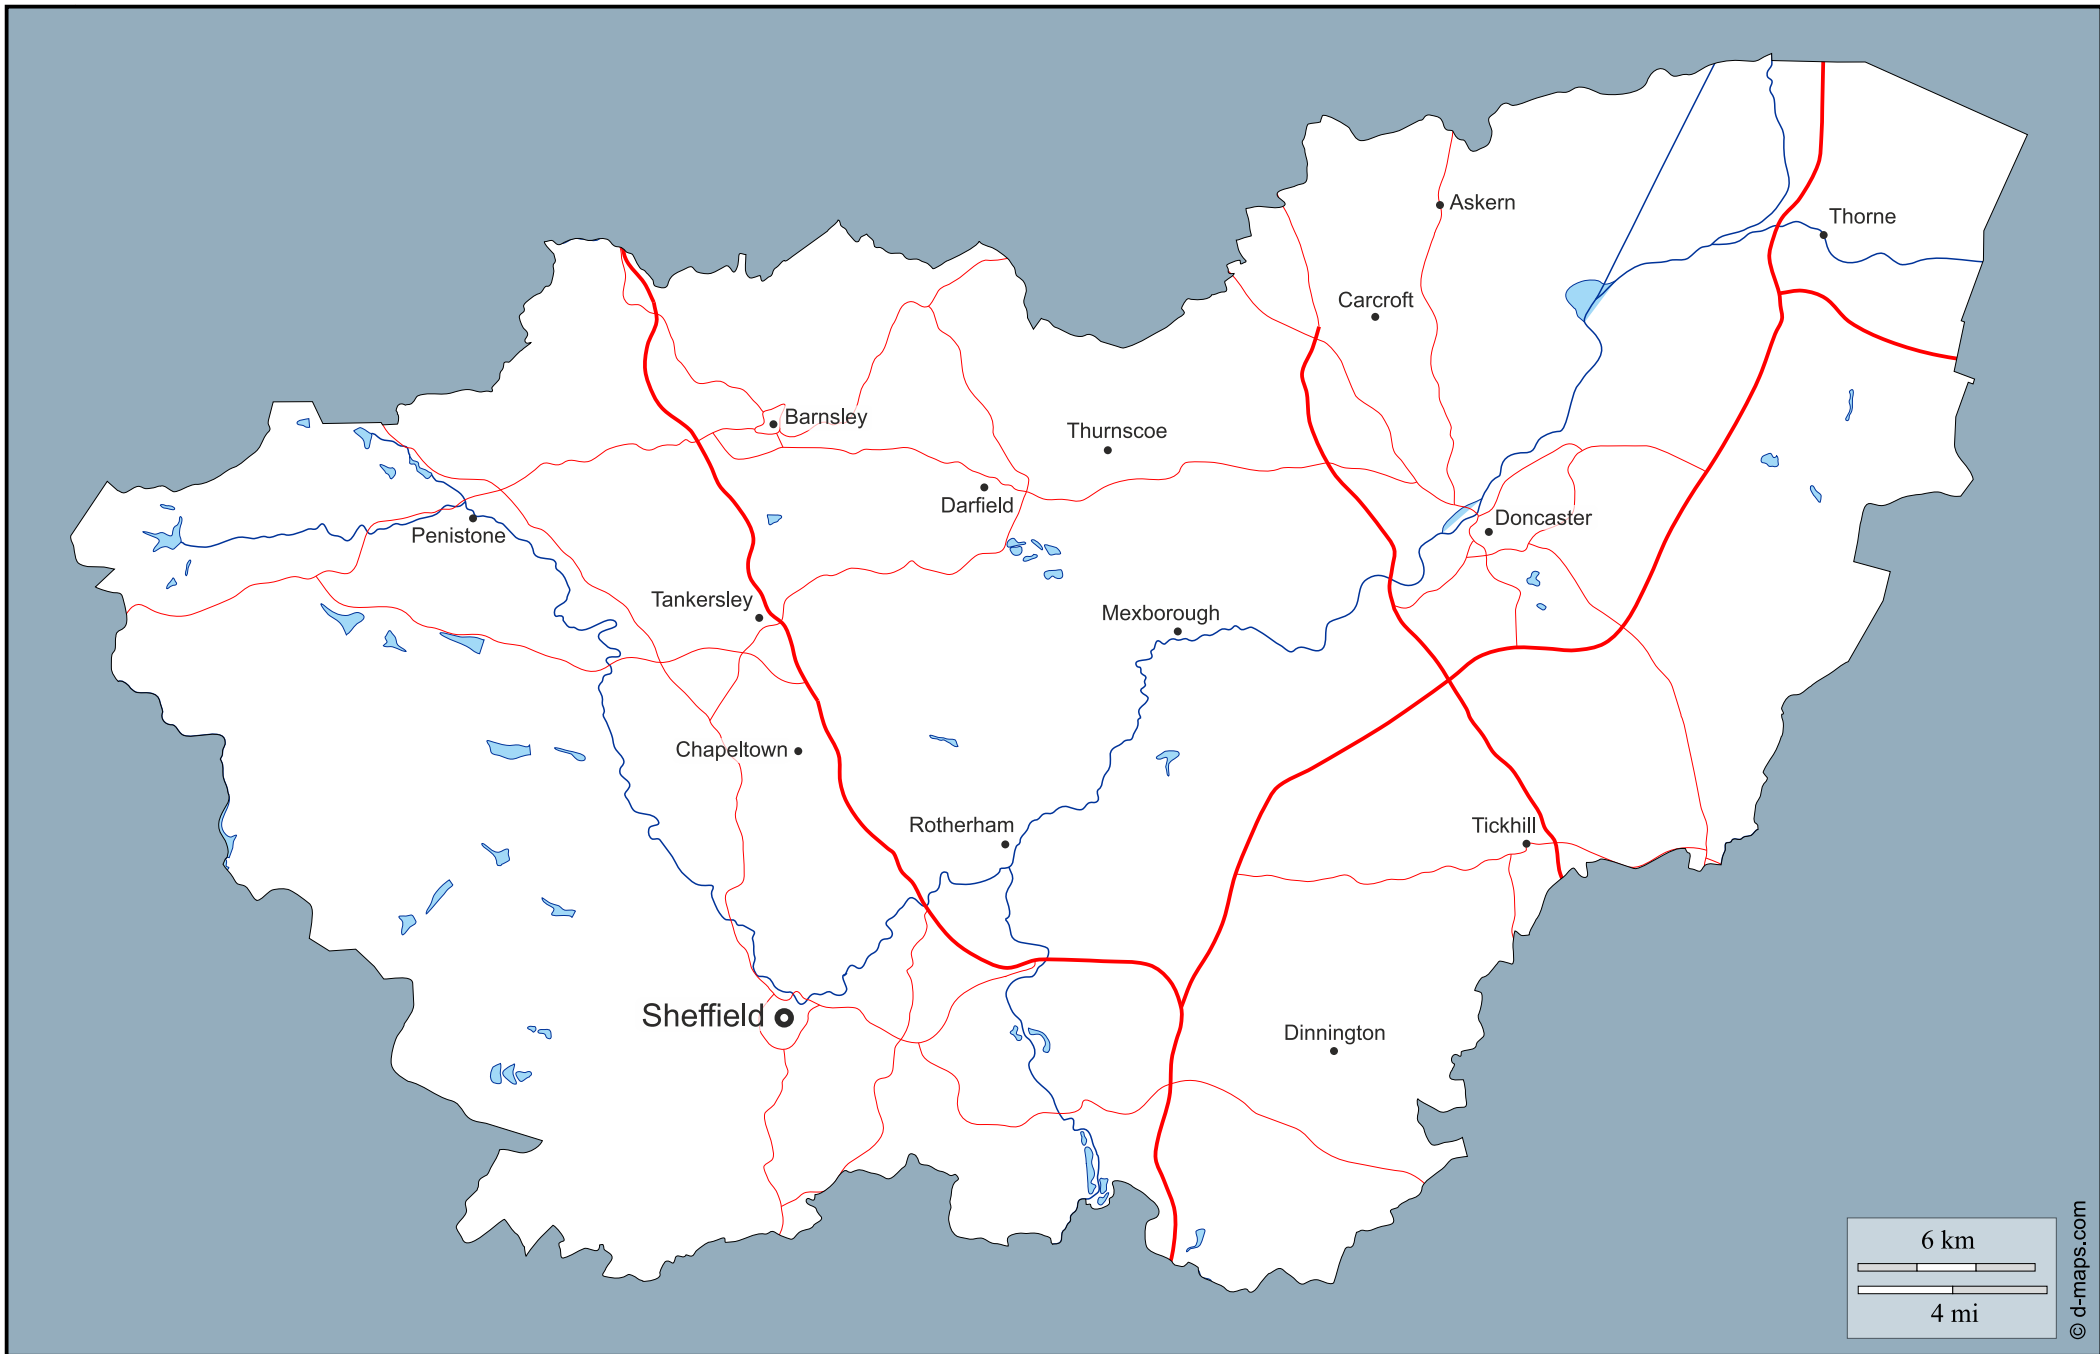 Askern
Thorne
Carcroft
Barnsley
Thurnscoe
Darfield
Doncaster
Penistone
Tankersley
Mexborough
Chapeltown
Rotherham
Tickhill
Sheffield
Dinnington
6 km
4 mi
© d-maps.com